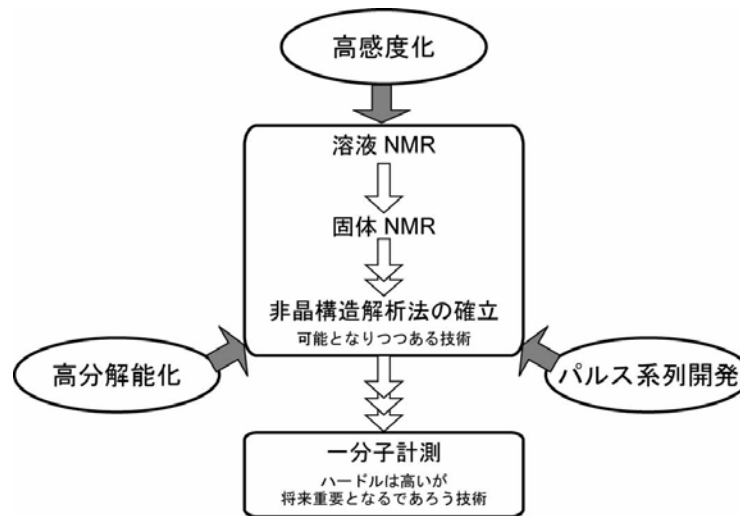 高感度化
溶液 NMR
固体 NMR
非晶構造解析法の確立
可能となりつつある技術
高分解能化
パルス系列開発
一分子計測
ハードルは高いが
将来重要となるであろう技術